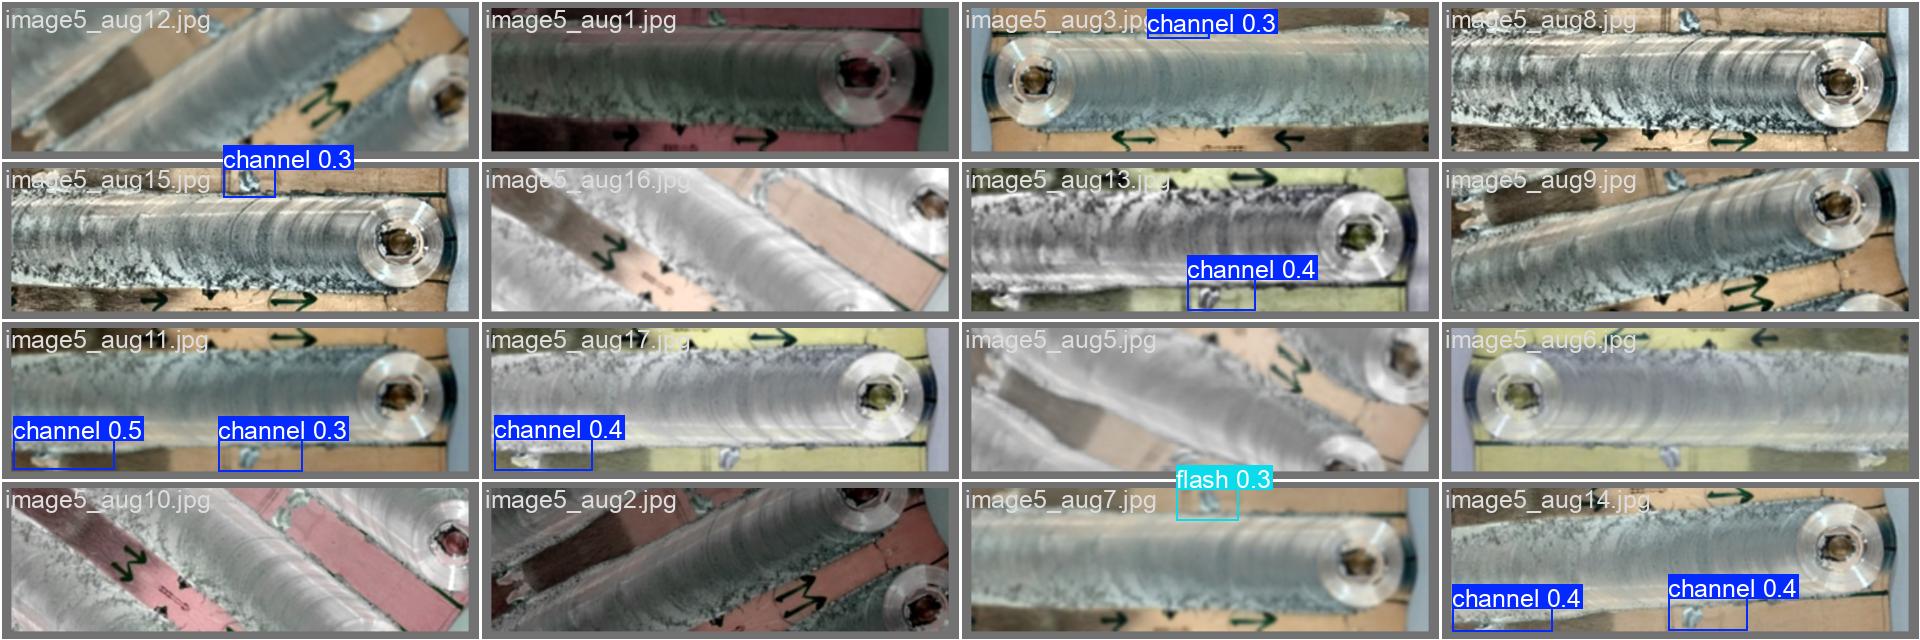 image5_aug12.jpg
image5_aug1.jpg
image5_aug3.jpg
channel 0.3
image5_aug8.jpg
channel 0.3
image5_aug15.jpg
image5_aug16.jpg
image5_aug13.jpg
channel 0.4
image5_aug9.jpg
image5_aug11.jpg
channel 0.5
channel 0.3
image5_aug17.jpg
channel 0.4
image5_aug5.jpg
image5_aug6.jpg
image5_aug10.jpg
image5_aug2.jpg
flash 0.3
image5_aug7.jpg
image5_aug14.jpg
channel 0.4
channel 0.4